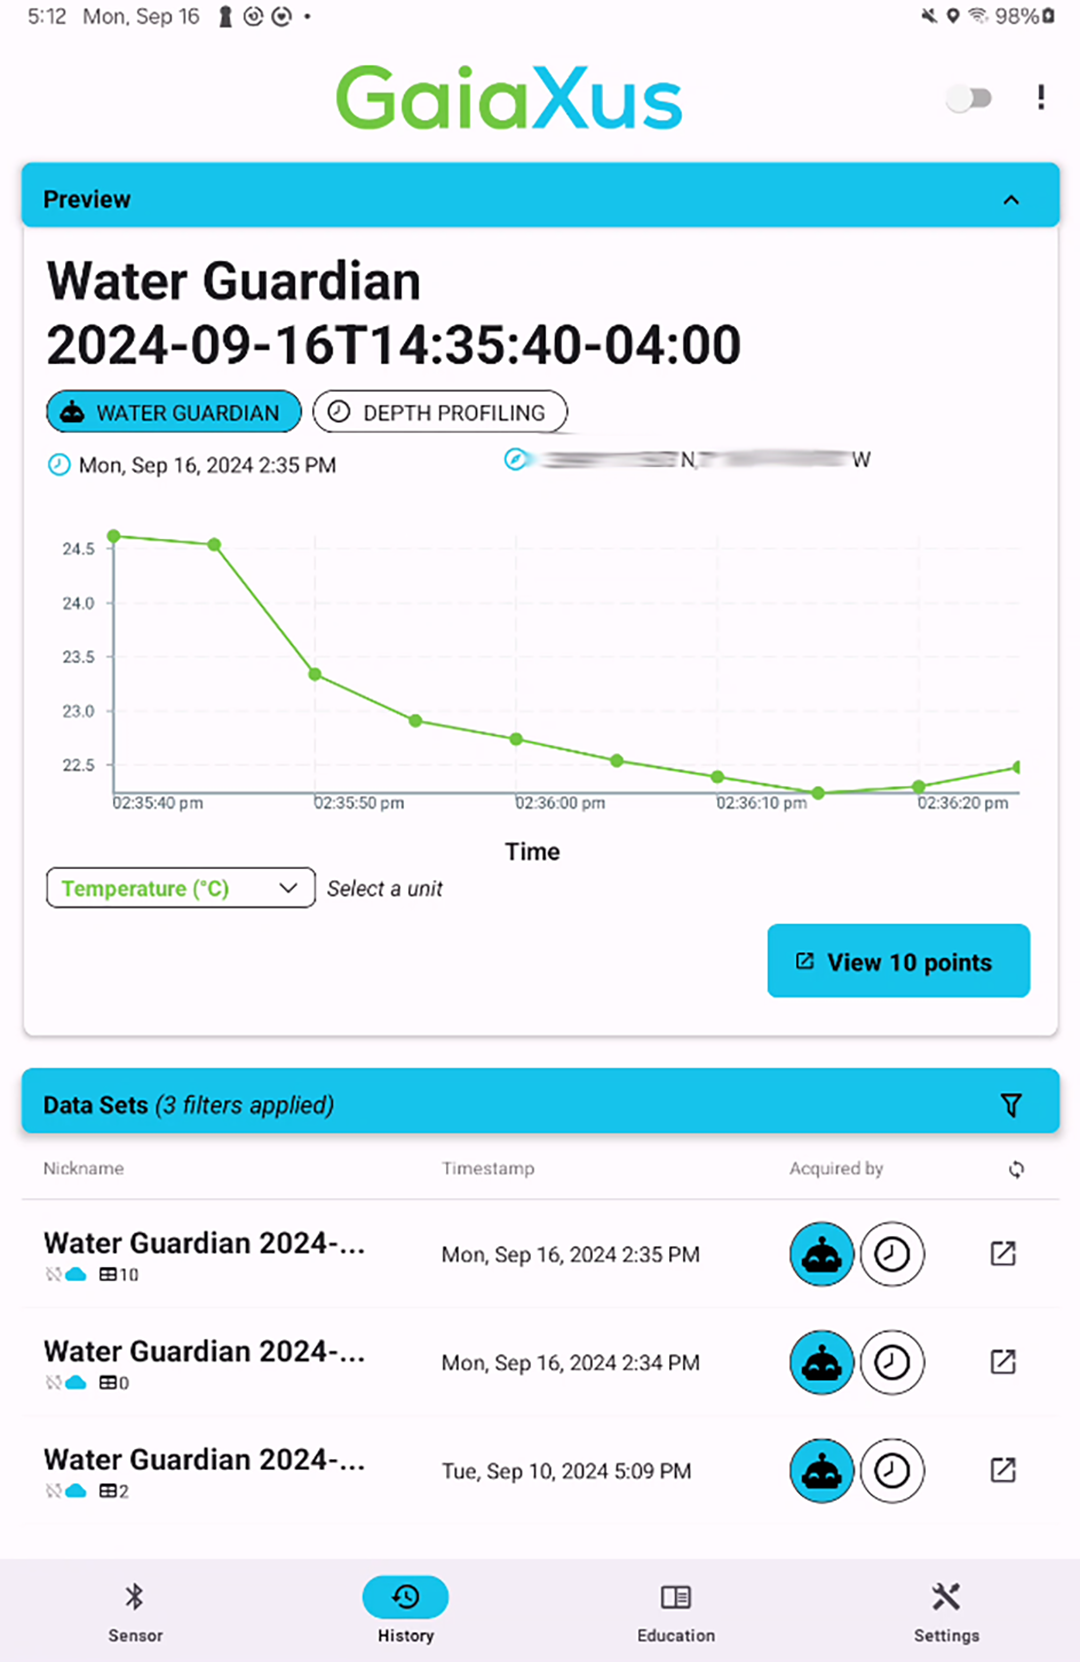 5:12 Mon, Sep 16 98%
GaiaXus
Preview
Water Guardian
2024-09-16T14:35:40-04:00
WATER GUARDIAN DEPTH PROFILING
Mon, Sep 16, 2024 2:35 PM N, W
24.5
24.0
23.5
23.0
22.5
02:35:40 pm 02:35:50 pm 02:36:00 pm 02:36:10 pm 02:36:20 pm
Time
Temperature (°C) Select a unit
View 10 points
Data Sets (3 filters applied)
Nickname Timestamp Acquired by
Water Guardian 2024-... Mon, Sep 16, 2024 2:35 PM
10
Water Guardian 2024-... Mon, Sep 16, 2024 2:34 PM
0
Water Guardian 2024-... Tue, Sep 10, 2024 5:09 PM
2
Sensor History Education Settings